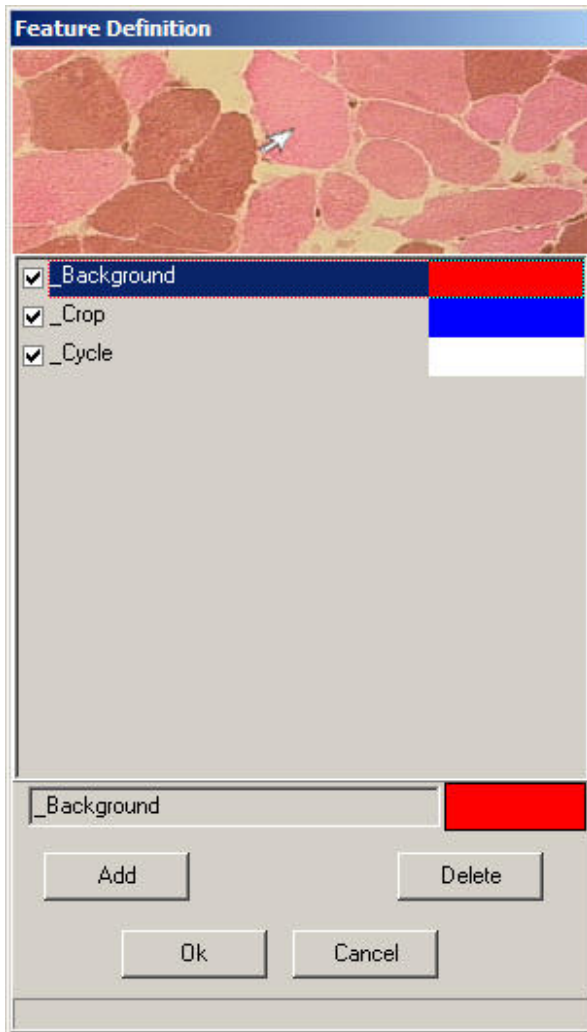 Feature Definition
_Background
_Crop
_Cycle
_Background
Add
Delete
Ok
Cancel